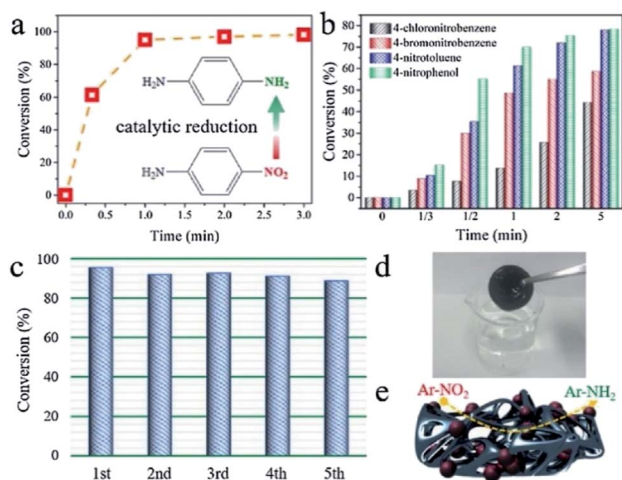 a
Conversion (%)
100
80
60
40
20
0
H₂N
NH₂
catalytic reduction
H₂N
NO₂
0.0 0.5 1.0 1.5 2.0 2.5 3.0
Time (min)
b
Conversion (%)
80
70
60
50
40
30
20
10
0
4-chloronitrobenzene
4-bromonitrobenzene
4-nitrotoluene
4-nitrophenol
0 1/3 1/2 1 2 5
Time (min)
c
Conversion (%)
100
80
60
40
20
0
1st 2nd 3rd 4th 5th
d
e
Ar-NO₂
Ar-NH₂